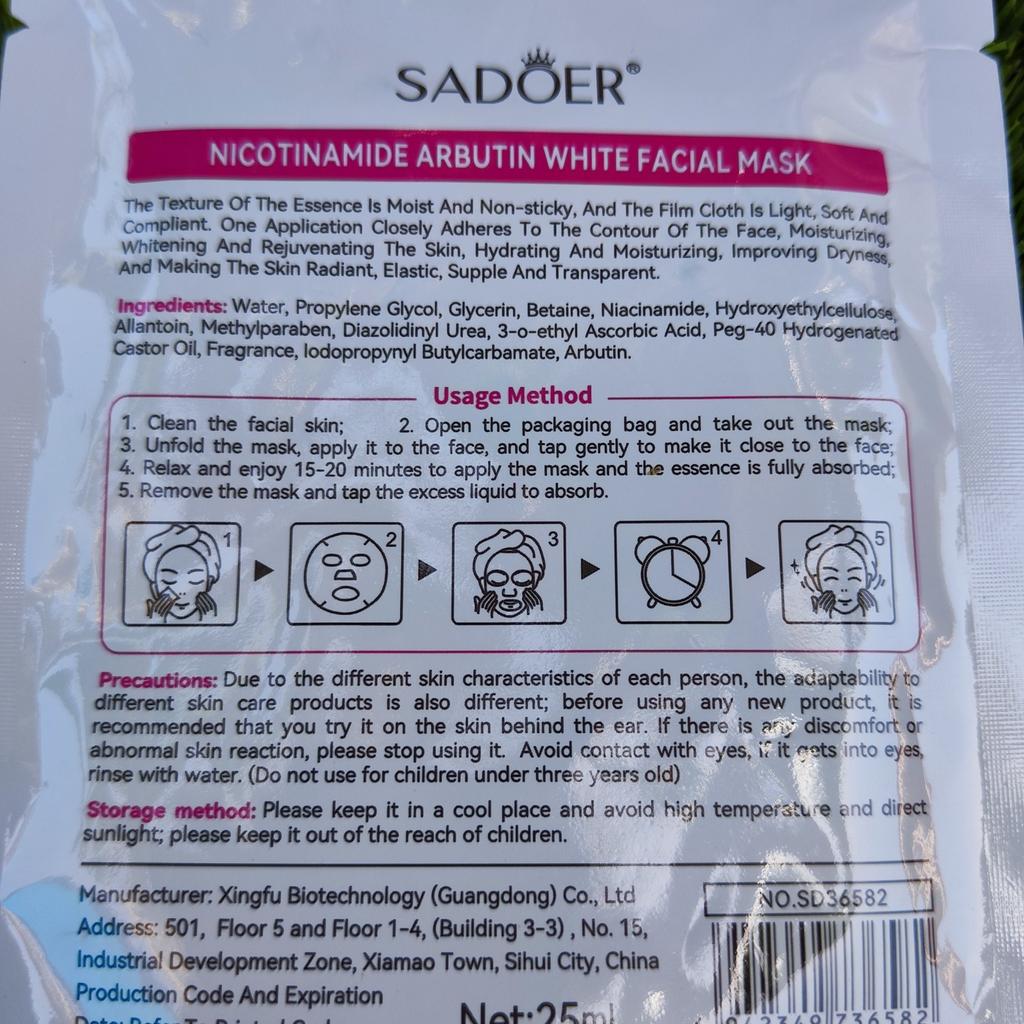 SADOER®
NICOTINAMIDE ARBUTIN WHITE FACIAL MASK
The Texture Of The Essence Is Moist And Non-sticky, And The Film Cloth Is Light, Soft And
Compliant. One Application Closely Adheres To The Contour Of The Face, Moisturizing,
Whitening And Rejuvenating The Skin, Hydrating And Moisturizing, Improving Dryness,
And Making The Skin Radiant, Elastic, Supple And Transparent.
Ingredients: Water, Propylene Glycol, Glycerin, Betaine, Niacinamide, Hydroxyethylcellulose,
Allantoin, Methylparaben, Diazolidinyl Urea, 3-o-ethyl Ascorbic Acid, Peg-40 Hydrogenated
Castor Oil, Fragrance, Iodopropynyl Butylcarbamate, Arbutin.
Usage Method
1. Clean the facial skin; 2. Open the packaging bag and take out the mask;
3. Unfold the mask, apply it to the face, and tap gently to make it close to the face;
4. Relax and enjoy 15-20 minutes to apply the mask and the essence is fully absorbed;
5. Remove the mask and tap the excess liquid to absorb.
1 2 3 4 5
Precautions: Due to the different skin characteristics of each person, the adaptability to
different skin care products is also different; before using any new product, it is
recommended that you try it on the skin behind the ear. If there is any discomfort or
abnormal skin reaction, please stop using it. Avoid contact with eyes, if it gets into eyes,
rinse with water. (Do not use for children under three years old)
Storage method: Please keep it in a cool place and avoid high temperature and direct
sunlight; please keep it out of the reach of children.
Manufacturer: Xingfu Biotechnology (Guangdong) Co., Ltd
Address: 501, Floor 5 and Floor 1-4, (Building 3-3) , No. 15,
Industrial Development Zone, Xiamao Town, Sihui City, China
Production Code And Expiration
NO.SD36582
Net:25ml
736582